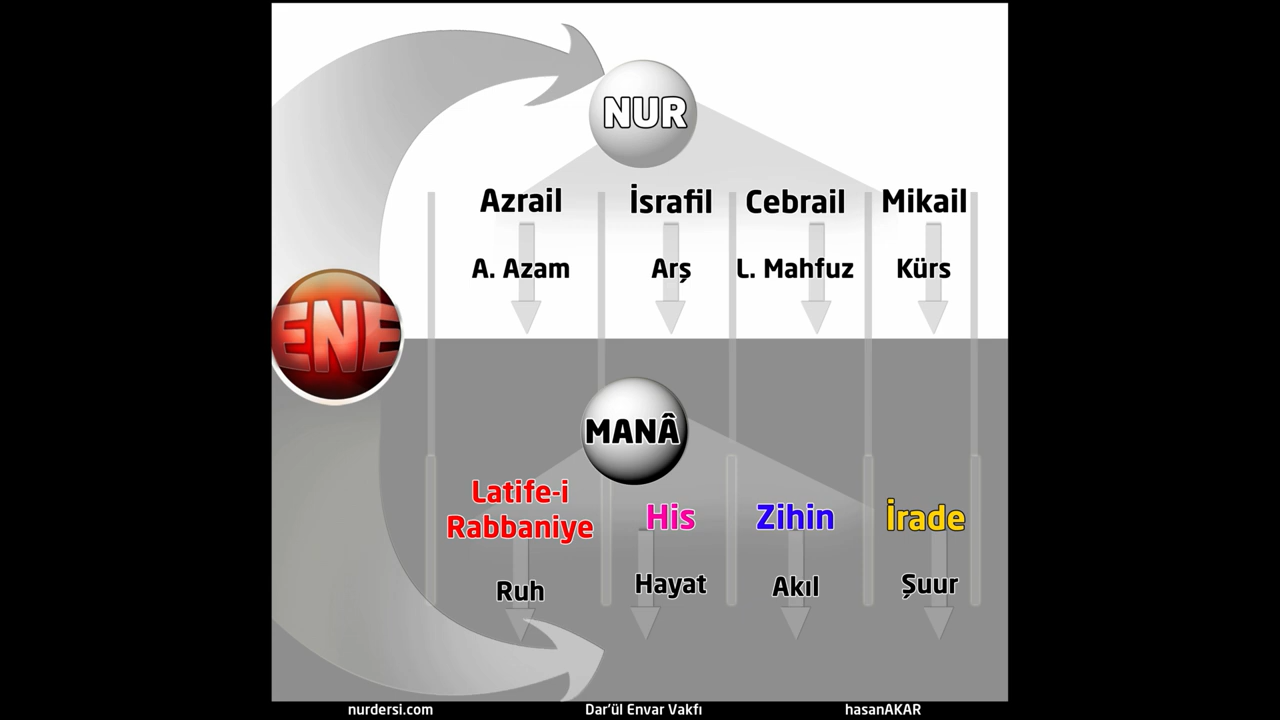 NUR
Azrail İsrafil Cebrail Mikail
A. Azam Arş L. Mahfuz Kürs
ENE
MANÂ
Latife-i
Rabbaniye His Zihin İrade
Ruh Hayat Akıl Şuur
nurdersi.com Dar'ül Envar Vakfı hasanAKAR